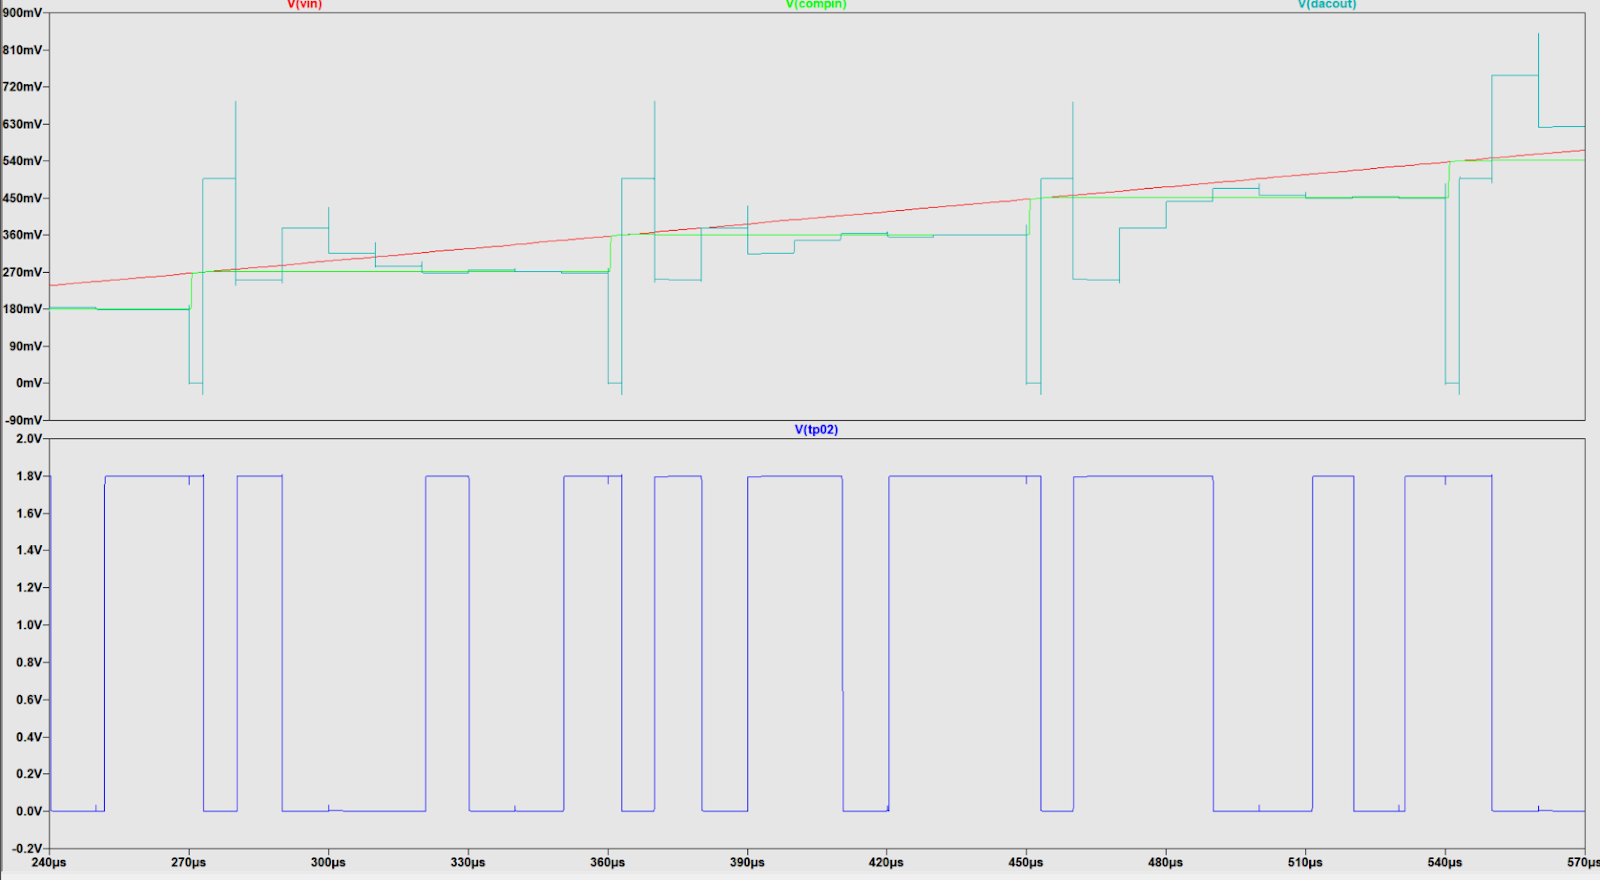 V(vin) V(compin) V(dacout)
900mV
810mV
720mV
630mV
540mV
450mV
360mV
270mV
180mV
90mV
0mV
-90mV
V(tp02)
2.0V
1.8V
1.6V
1.4V
1.2V
1.0V
0.8V
0.6V
0.4V
0.2V
0.0V
-0.2V
240µs 270µs 300µs 330µs 360µs 390µs 420µs 450µs 480µs 510µs 540µs 570µs